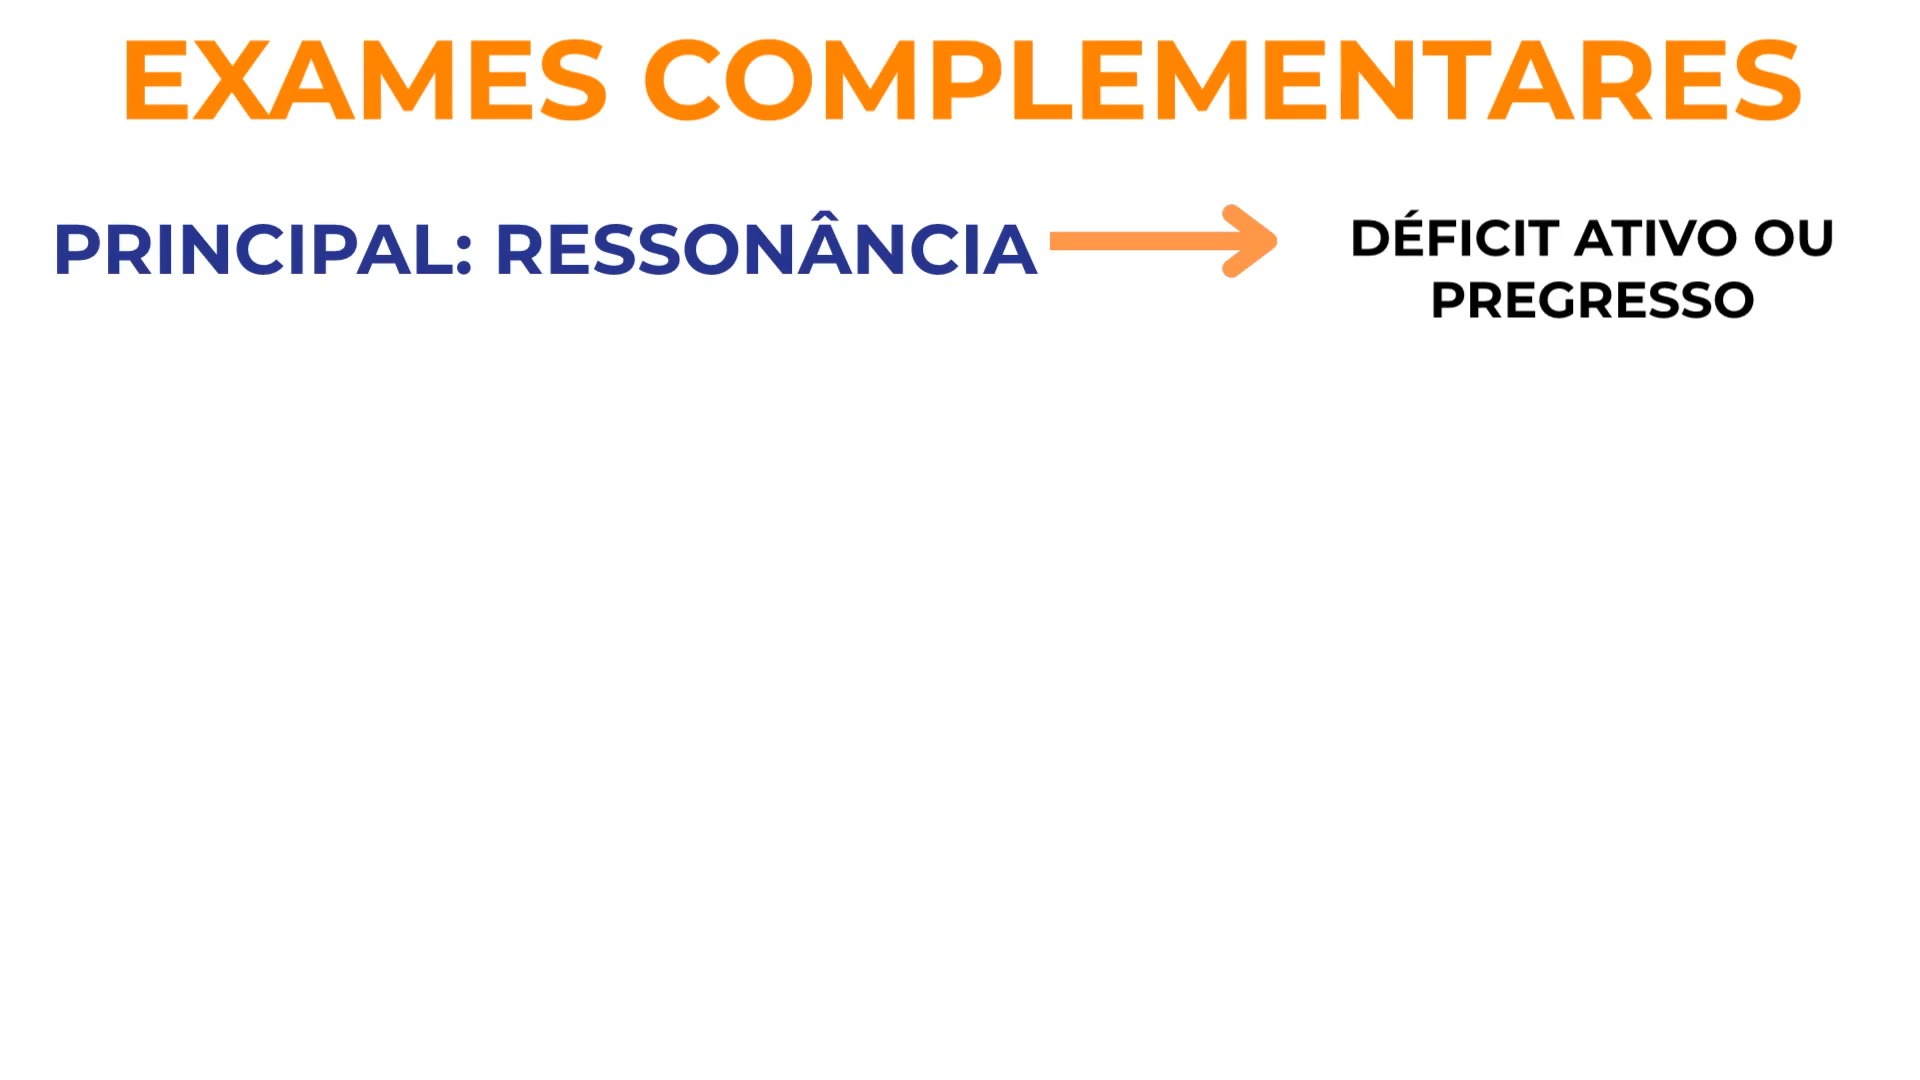 EXAMES COMPLEMENTARES
PRINCIPAL: RESSONÂNCIA
DÉFICIT ATIVO OU
PREGRESSO